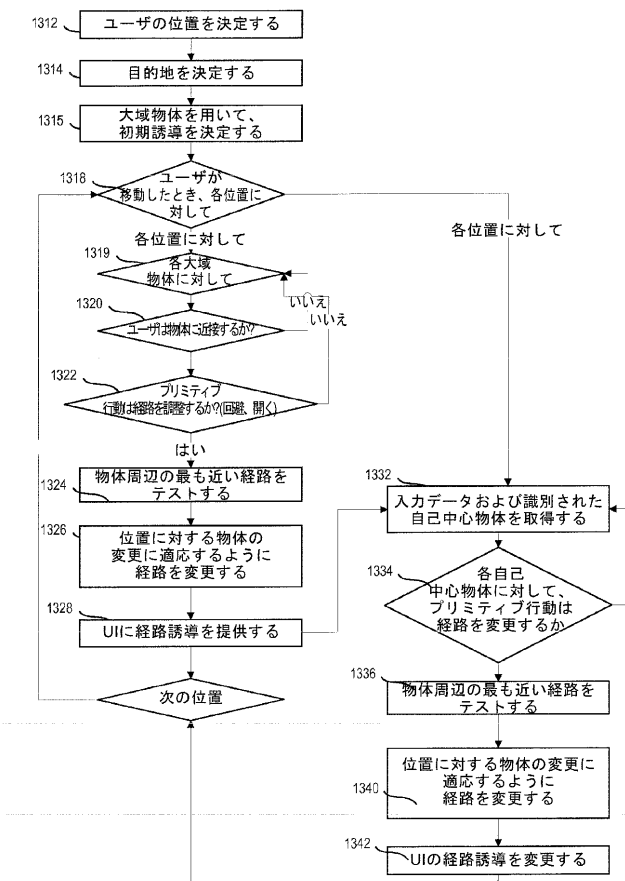 1312
ユーザの位置を決定する
1314
目的地を決定する
1315
大域物体を用いて、
初期誘導を決定する
1318
ユーザが
移動したとき、各位置に
対して
各位置に対して
各位置に対して
1319
各大域
物体に対して
1320
ユーザは物体に近接するか?
いいえ
いいえ
1322
プリミティブ
行動は経路を調整するか?(回避、開く)
はい
1324
物体周辺の最も近い経路を
テストする
1326
位置に対する物体の
変更に適応するように
経路を変更する
1328
UIに経路誘導を提供する
次の位置
1332
入力データおよび識別された
自己中心物体を取得する
1334
各自己
中心物体に対して、
プリミティブ行動は
経路を変更するか
1336
物体周辺の最も近い経路を
テストする
1340
位置に対する物体の変更に
適応するように
経路を変更する
1342
UIの経路誘導を変更する